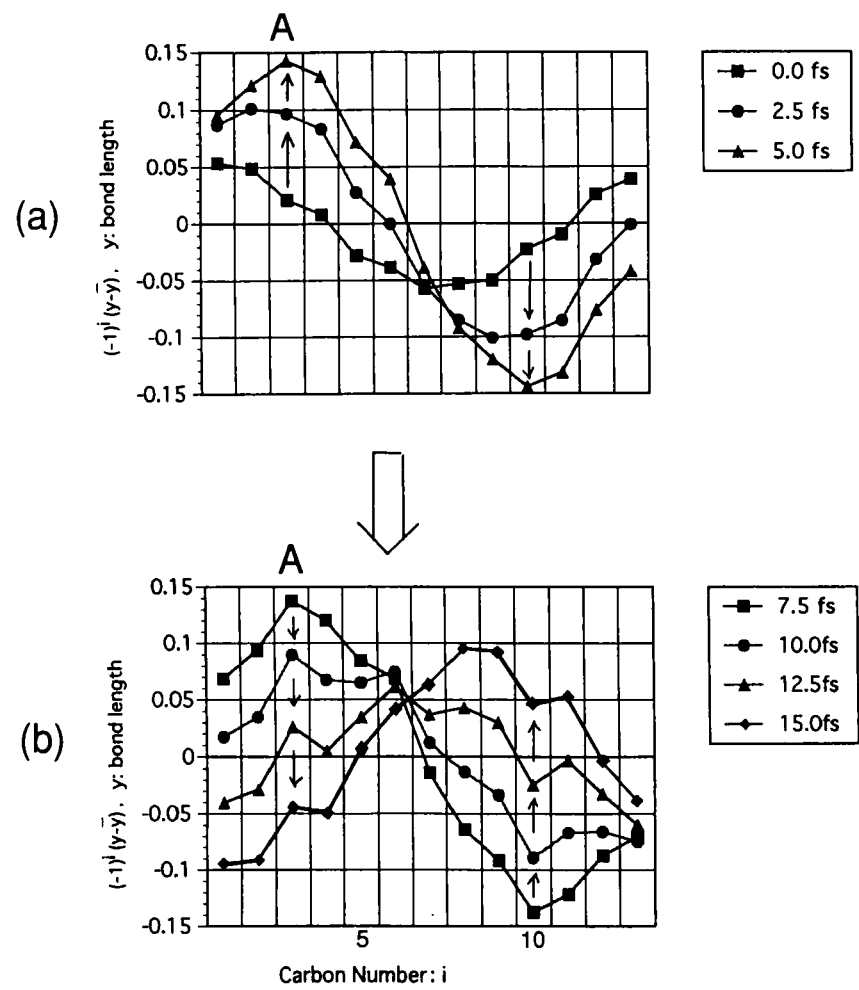 A
0.15
0.1
0.05
0
-0.05
-0.1
-0.15
(-1)^i (y-ȳ), y: bond length
(a)
0.0 fs
2.5 fs
5.0 fs
A
0.15
0.1
0.05
0
-0.05
-0.1
-0.15
(-1)^i (y-ȳ), y: bond length
(b)
7.5 fs
10.0fs
12.5fs
15.0fs
5 10
Carbon Number: i